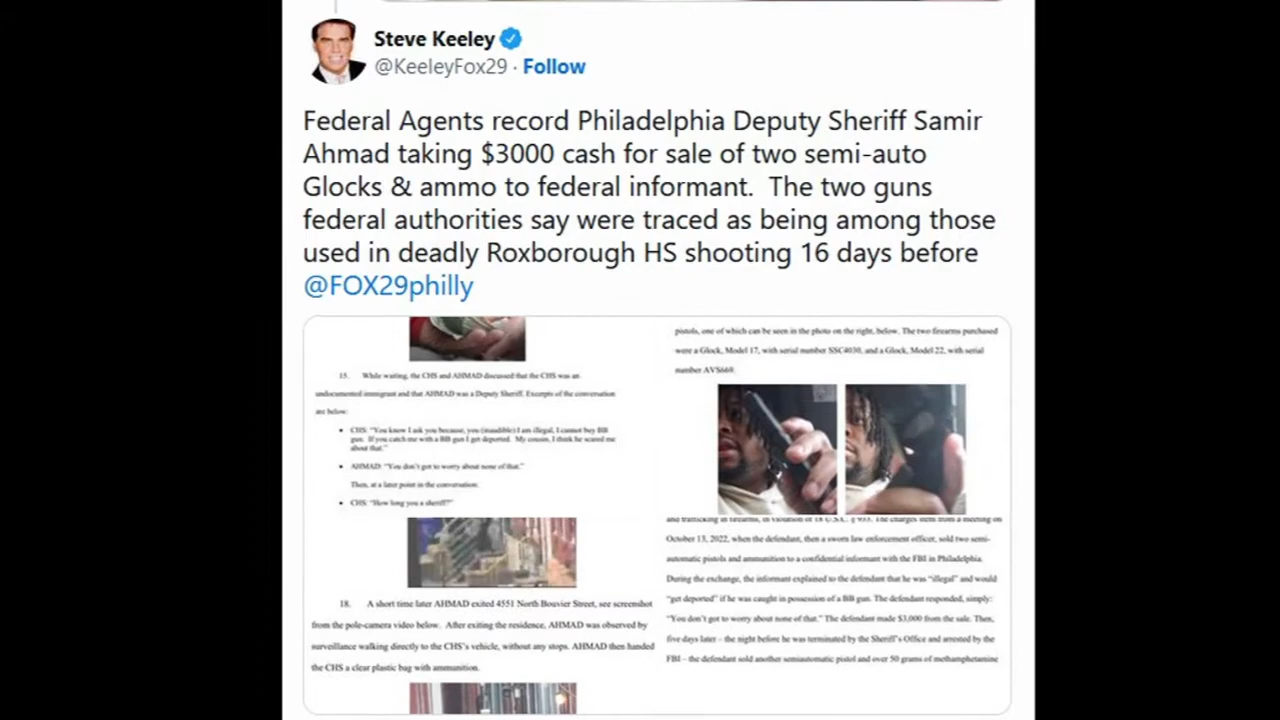 Steve Keeley
@KeeleyFox29 · Follow
Federal Agents record Philadelphia Deputy Sheriff Samir
Ahmad taking $3000 cash for sale of two semi-auto
Glocks & ammo to federal informant.  The two guns
federal authorities say were traced as being among those
used in deadly Roxborough HS shooting 16 days before
@FOX29philly
15. While waiting, the CHS and AHMAD discussed that the CHS was an
undocumented immigrant and that AHMAD was a Deputy Sheriff. Excerpts of the conversation
are below:
• CHS: "You know I ask you because, you (inaudible) I am illegal, I cannot buy BB
gun. If you catch me with a BB gun I get deported. My cousin, I think he scared me
about that."
• AHMAD: "You don't got to worry about none of that."
Then, at a later point in the conversation.
• CHS: "How long you a sheriff?"
18. A short time later AHMAD exited 4551 North Bouvier Street, see screenshot
from the pole-camera video below. After exiting the residence, AHMAD was observed by
surveillance walking directly to the CHS's vehicle, without any stops. AHMAD then handed
the CHS a clear plastic bag with ammunition.
pistols, one of which can be seen in the photo on the right, below. The two firearms purchased
were a Glock, Model 17, with serial number SSC4030, and a Glock, Model 22, with serial
number AVS669.
and trafficking in firearms, in violation of 18 U.S.C. § 933. The charges stem from a meeting on
October 13, 2022, when the defendant, then a sworn law enforcement officer, sold two semi-
automatic pistols and ammunition to a confidential informant with the FBI in Philadelphia.
During the exchange, the informant explained to the defendant that he was "illegal" and would
"get deported" if he was caught in possession of a BB gun. The defendant responded, simply:
"You don't got to worry about none of that." The defendant made $3,000 from the sale. Then,
five days later – the night before he was terminated by the Sheriff's Office and arrested by the
FBI – the defendant sold another semiautomatic pistol and over 50 grams of methamphetamine